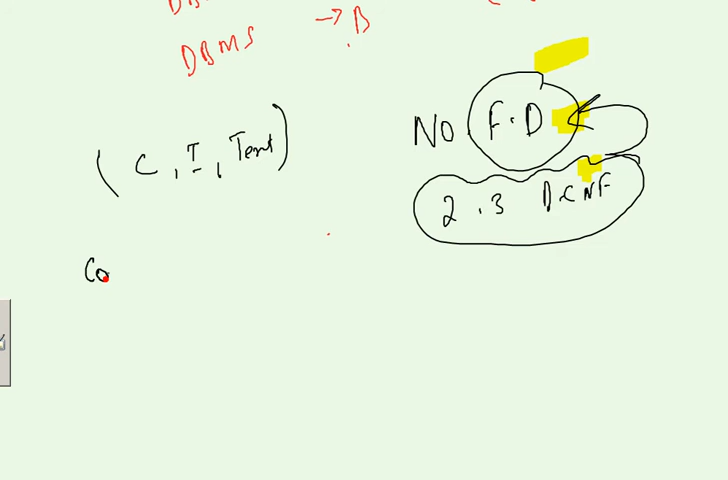 DBMS → B
NO F.D
(C, I, Text)
2.3 BCNF
Co